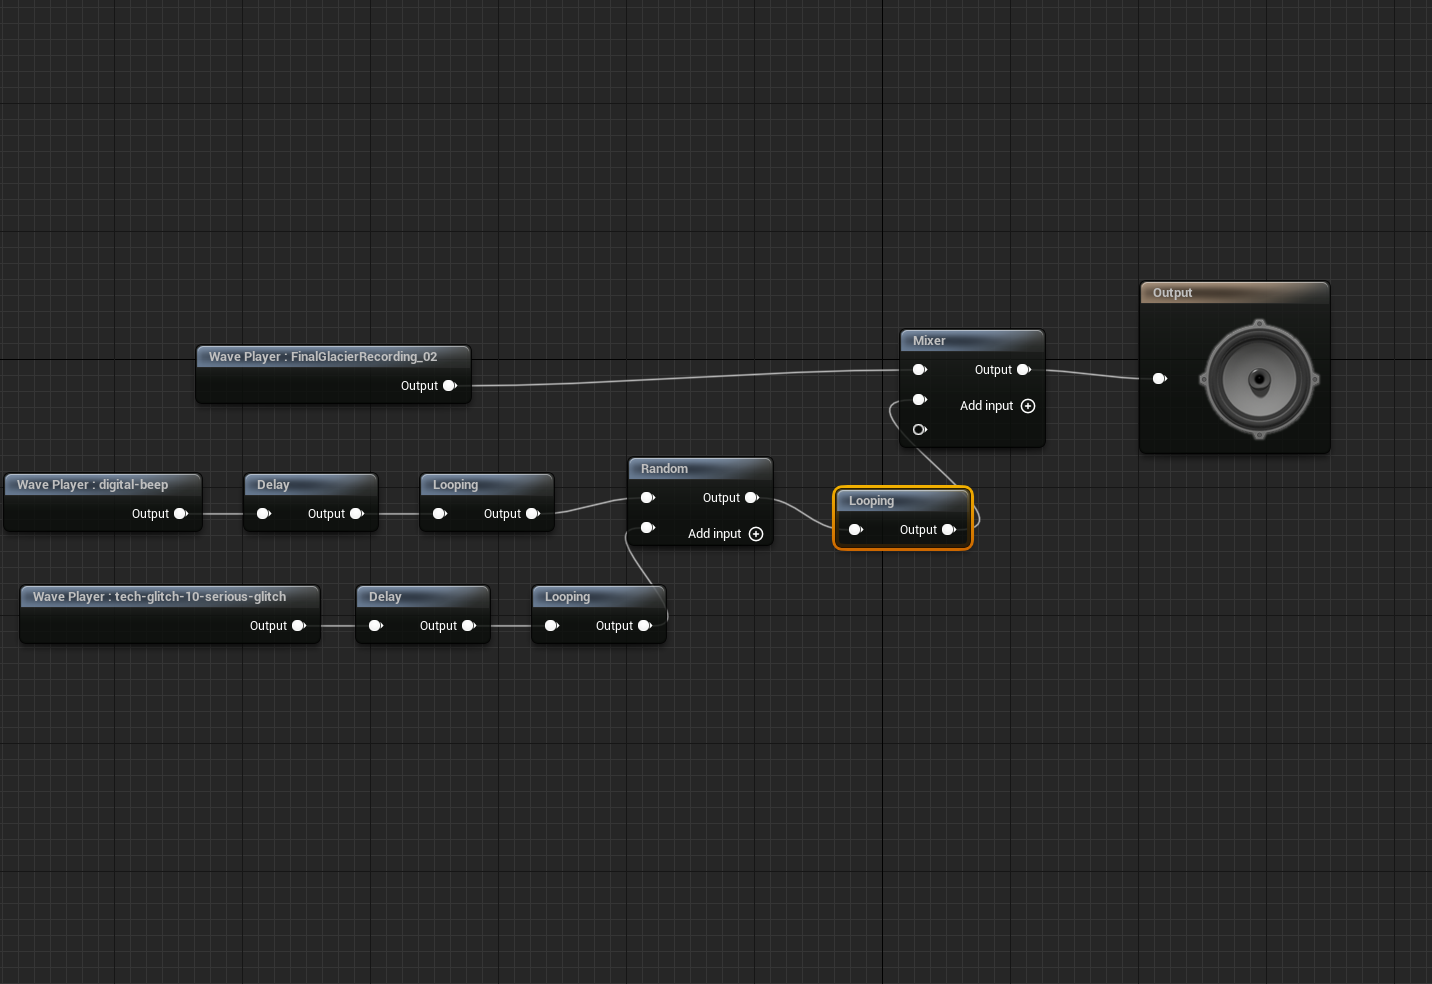 Output
Mixer
Output
Add input
Wave Player : FinalGlacierRecording_02
Output
Random
Output
Add input
Wave Player : digital-beep
Output
Delay
Output
Looping
Output
Looping
Output
Wave Player : tech-glitch-10-serious-glitch
Output
Delay
Output
Looping
Output